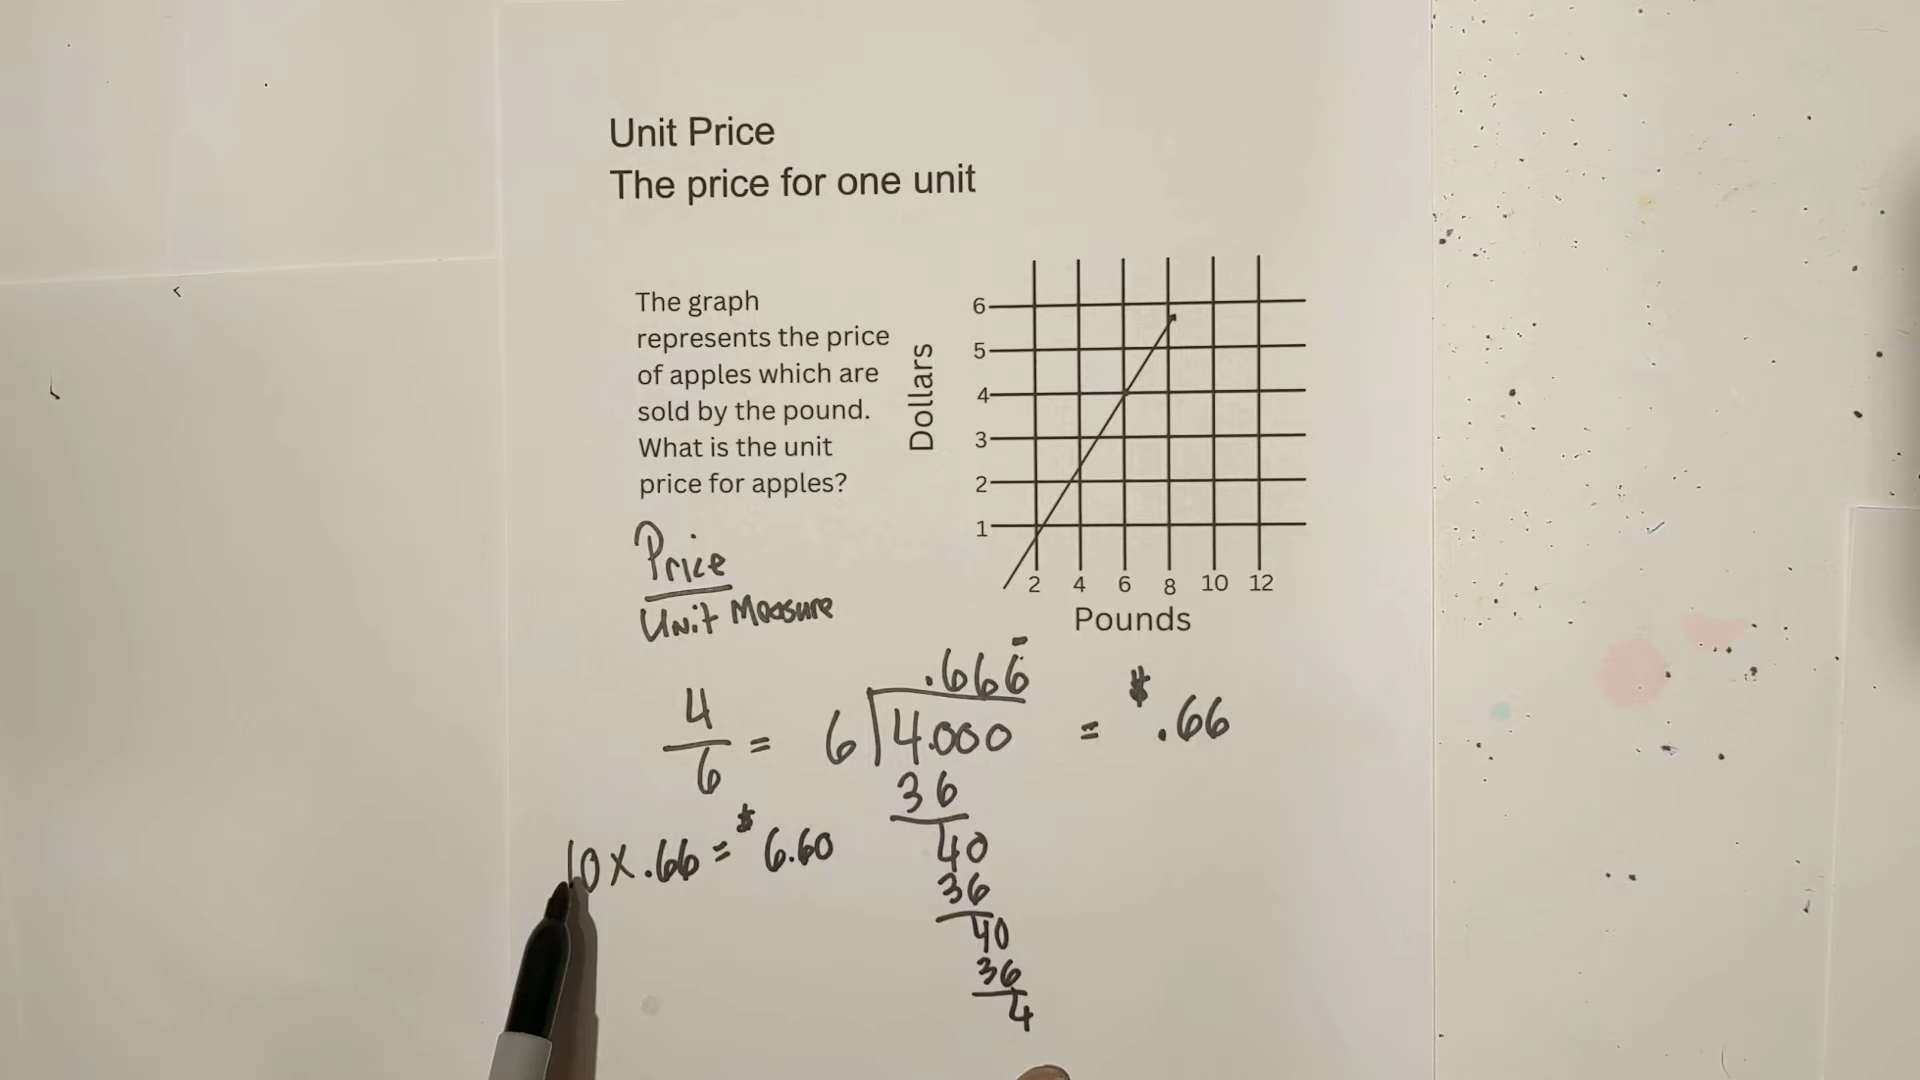 Unit Price
The price for one unit
The graph
represents the price
of apples which are
sold by the pound.
What is the unit
price for apples?
Dollars
6
5
4
3
2
1
2 4 6 8 10 12
Pounds
Price
Unit Measure
.666̅
4/6 = 6 4.000 = $ .66
36
40
36
40
36
4
10 x .66 = $ 6.60